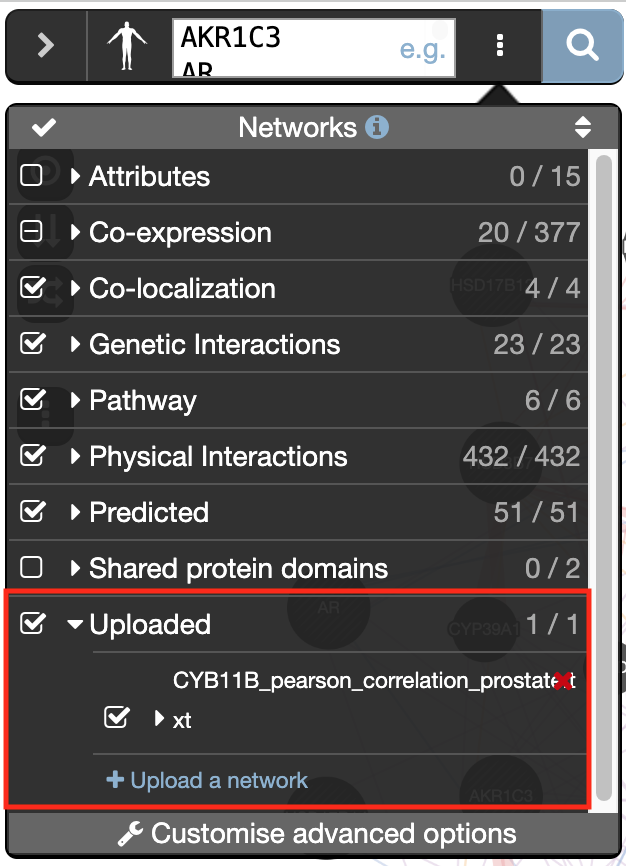 AKR1C3
e.g.
AR
Networks
Attributes 0 / 15
Co-expression 20 / 377
HSD17B1
Co-localization 4 / 4
Genetic Interactions 23 / 23
Pathway 6 / 6
Physical Interactions 432 / 432
Predicted 51 / 51
Shared protein domains 0 / 2
AR
Uploaded 1 / 1
CYP39A1
CYB11B_pearson_correlation_prostate
xt
+ Upload a network
AKR1C3
Customise advanced options